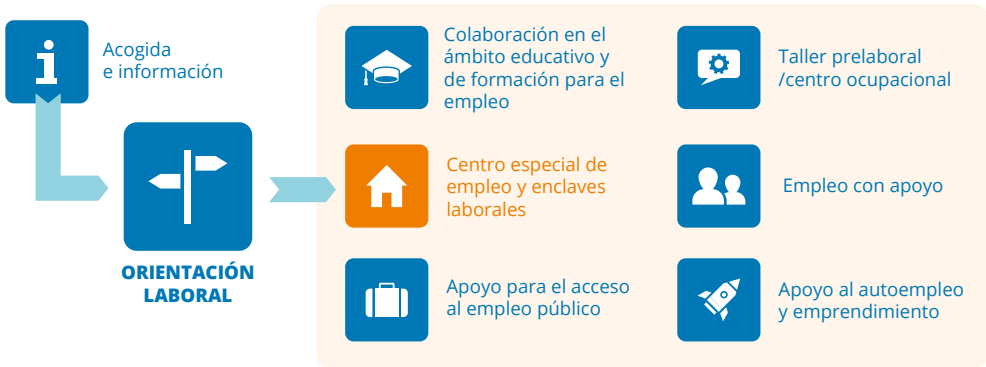 Acogida
e información
ORIENTACIÓN
LABORAL
Colaboración en el
ámbito educativo y
de formación para el
empleo
Taller prelaboral
/centro ocupacional
Centro especial de
empleo y enclaves
laborales
Empleo con apoyo
Apoyo para el acceso
al empleo público
Apoyo al autoempleo
y emprendimiento